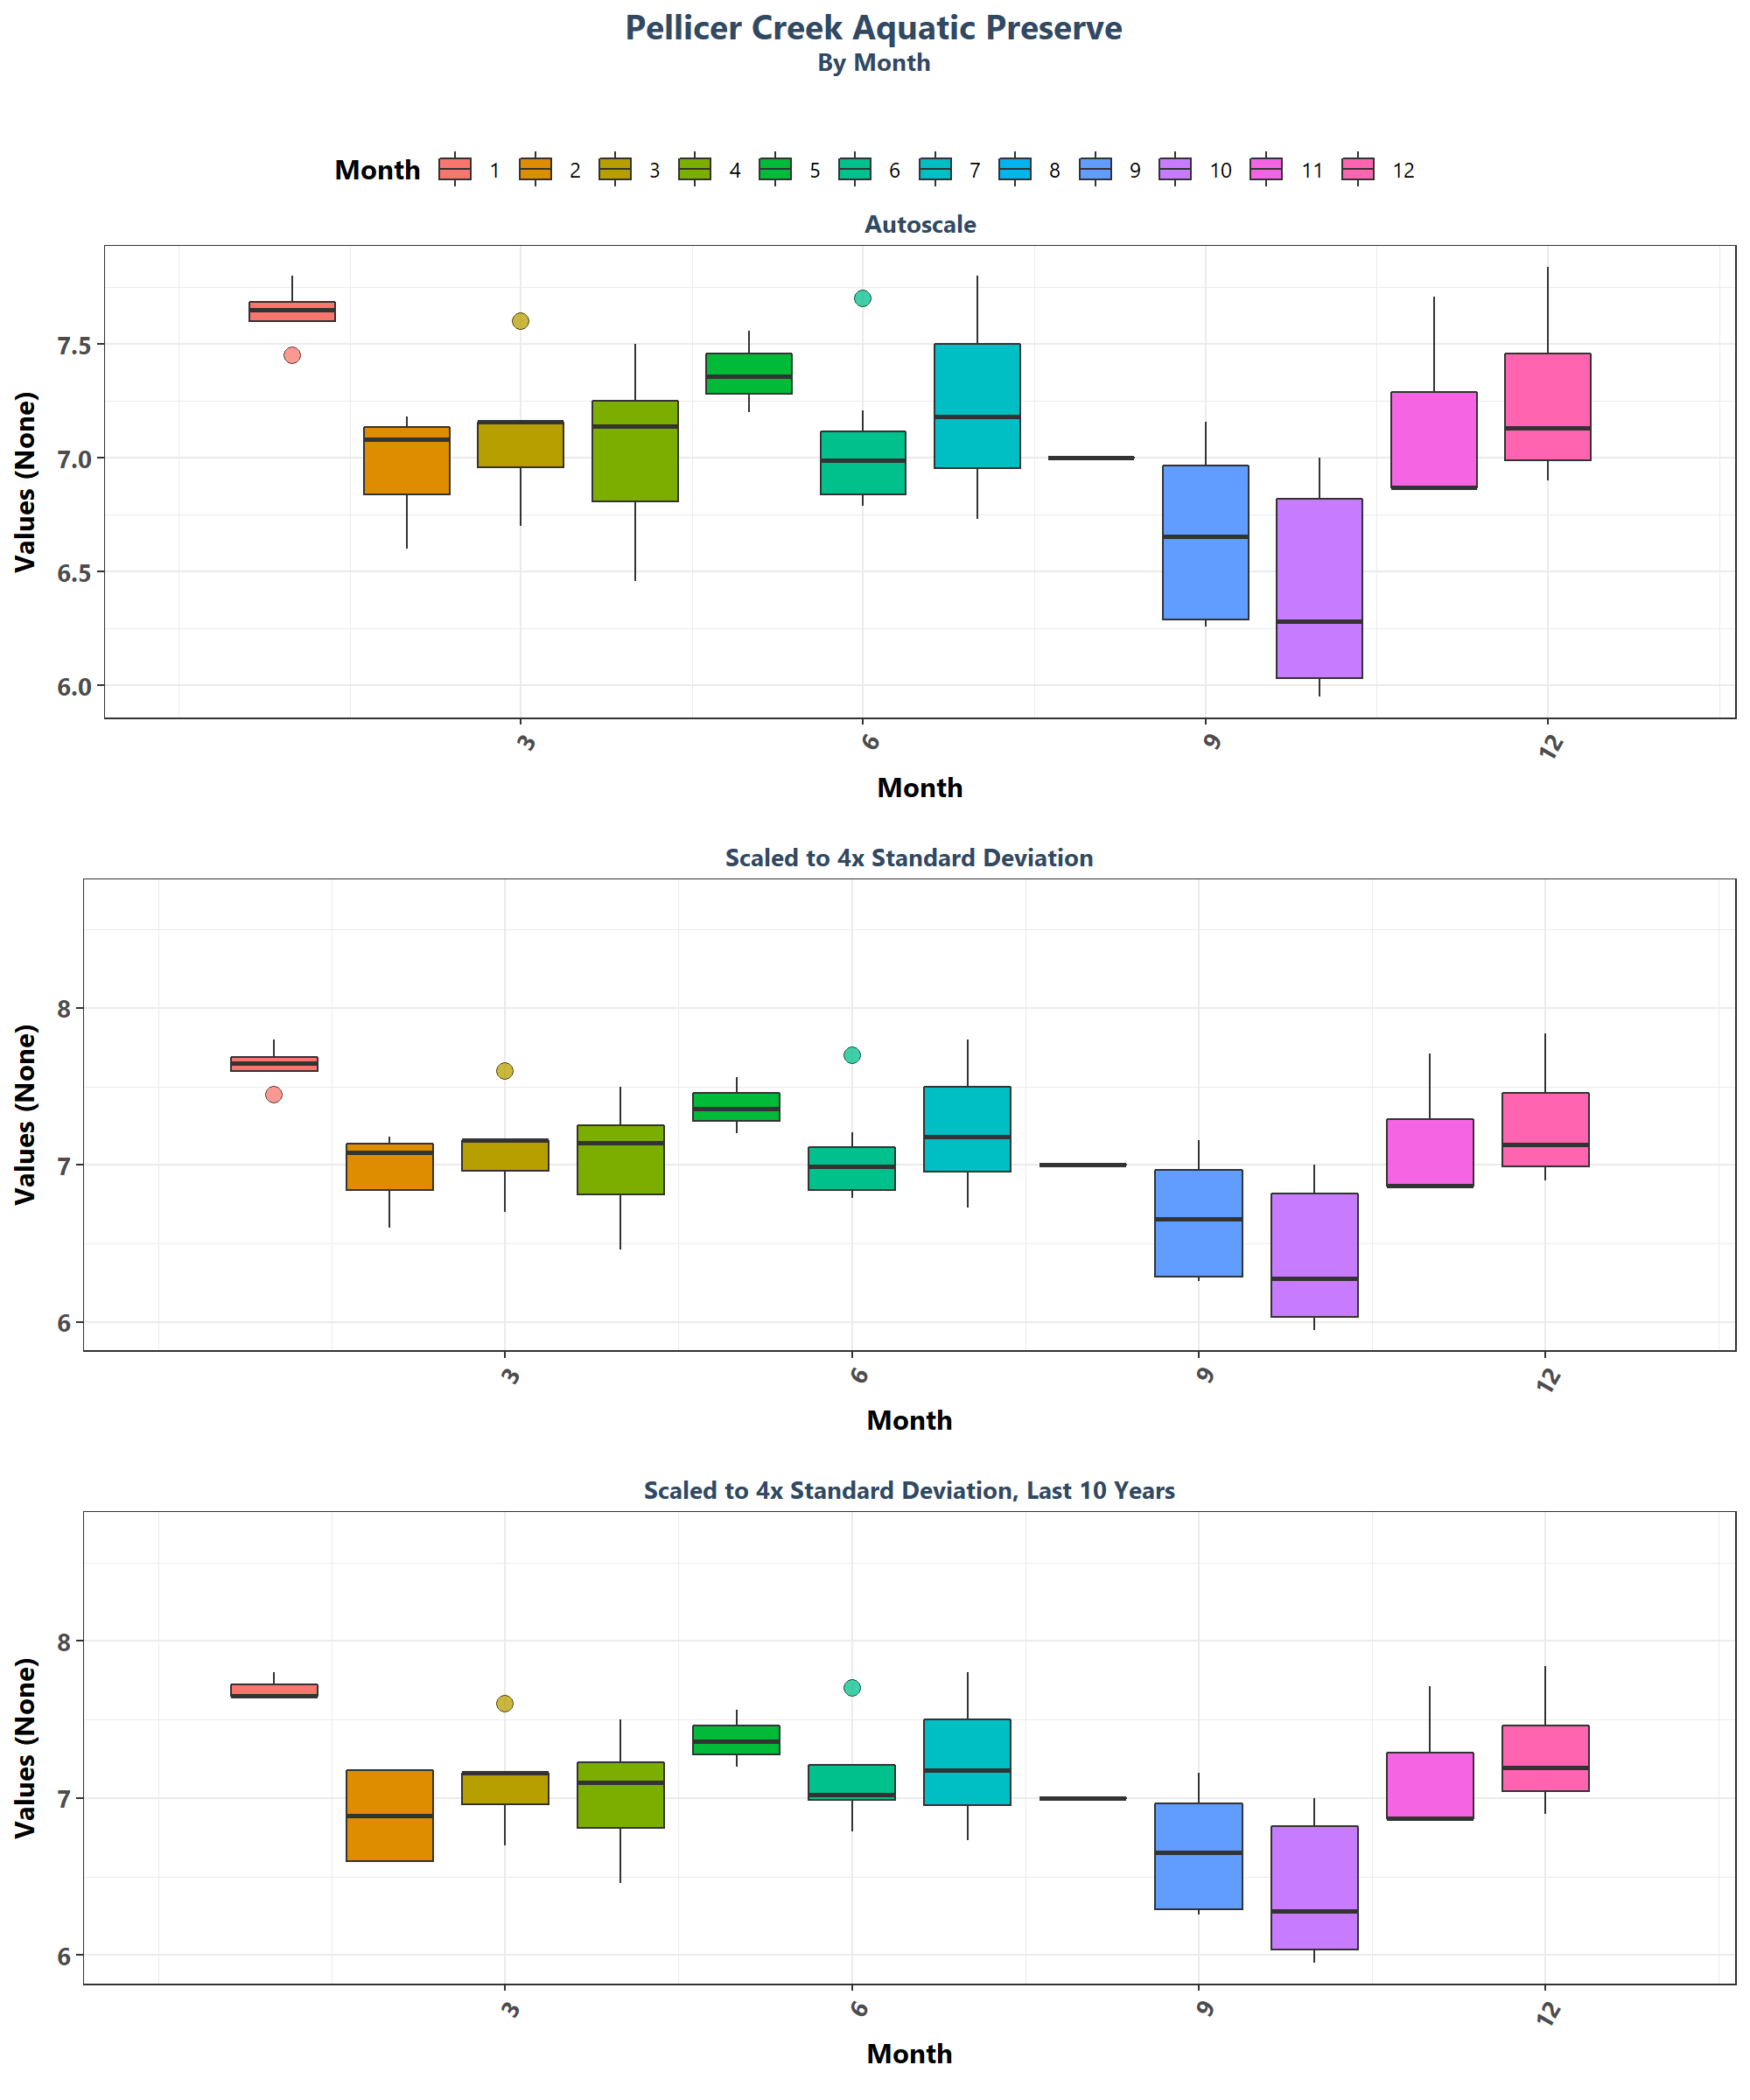 Pellicer Creek Aquatic Preserve
By Month
Month 1 2 3 4 5 6 7 8 9 10 11 12
Autoscale
Values (None)
7.5
7.0
6.5
6.0
3 6 9 12
Month
Scaled to 4x Standard Deviation
Values (None)
8
7
6
3 6 9 12
Month
Scaled to 4x Standard Deviation, Last 10 Years
Values (None)
8
7
6
3 6 9 12
Month